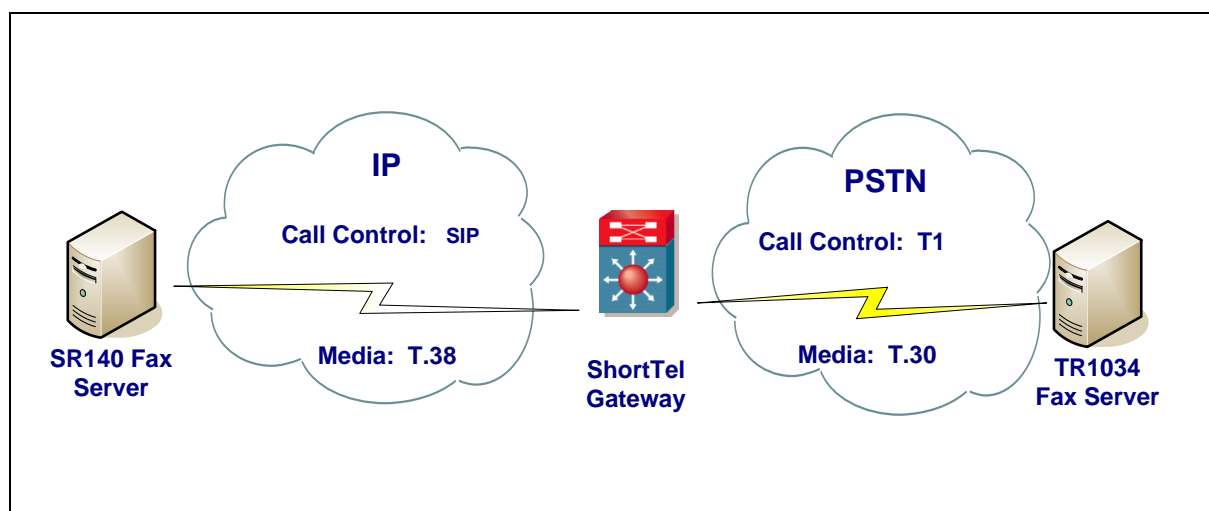 IP
Call Control: SIP
Media: T.38
SR140 Fax
Server
ShortTel
Gateway
PSTN
Call Control: T1
Media: T.30
TR1034
Fax Server